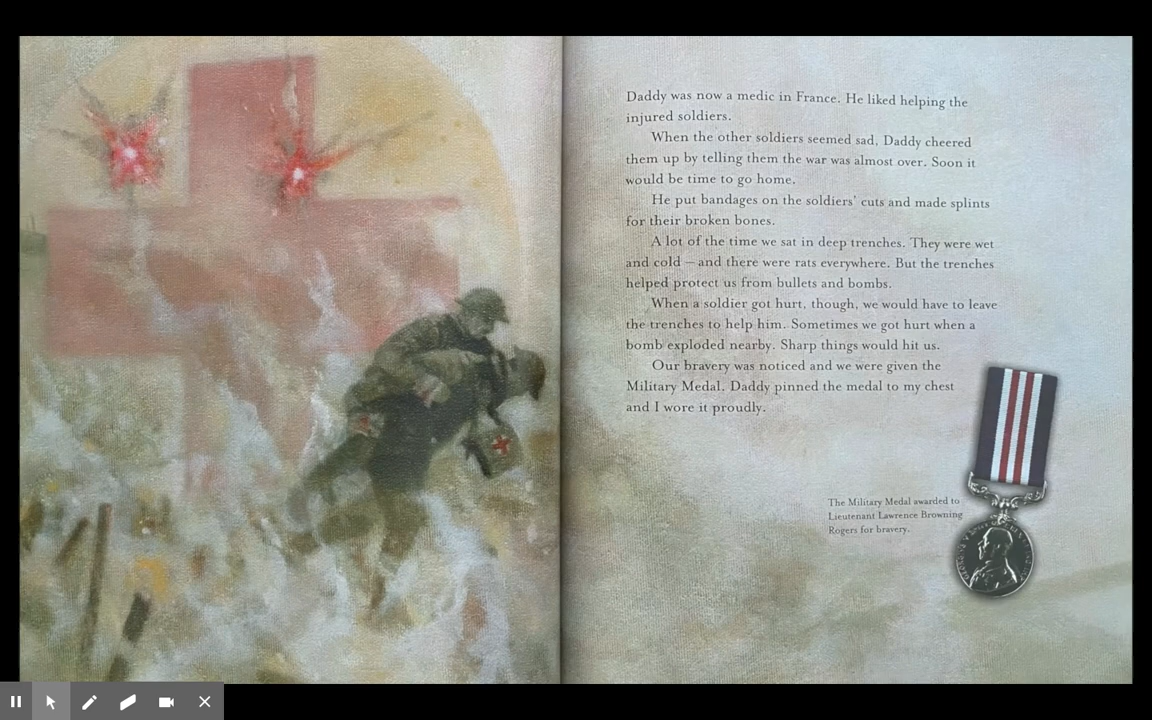 Daddy was now a medic in France. He liked helping the
injured soldiers.
When the other soldiers seemed sad, Daddy cheered
them up by telling them the war was almost over. Soon it
would be time to go home.
He put bandages on the soldiers' cuts and made splints
for their broken bones.
A lot of the time we sat in deep trenches. They were wet
and cold — and there were rats everywhere. But the trenches
helped protect us from bullets and bombs.
When a soldier got hurt, though, we would have to leave
the trenches to help him. Sometimes we got hurt when a
bomb exploded nearby. Sharp things would hit us.
Our bravery was noticed and we were given the
Military Medal. Daddy pinned the medal to my chest
and I wore it proudly.
The Military Medal awarded to
Lieutenant Lawrence Browning
Rogers for bravery.